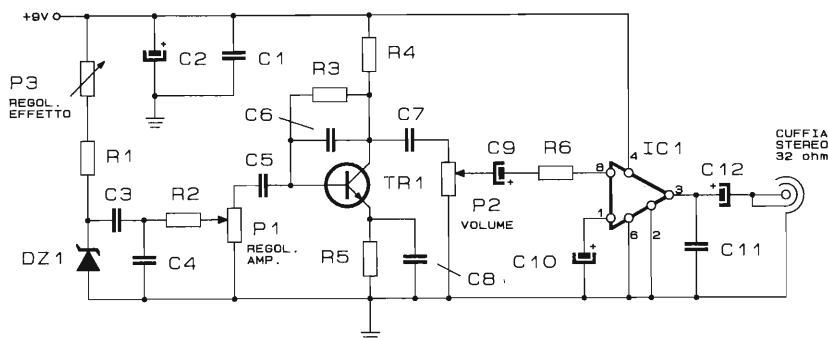 +9V
P3
REGOL.
EFFETTO
C2
C1
R3
R4
C6
C7
R1
C5
TR1
C9
R6
IC1
CUFFIA
STEREO
32 ohm
C12
C3
R2
P1
REGOL.
AMP.
P2
VOLUME
8
4
3
1
6
2
DZ1
C4
R5
C8
C10
C11
+
+
+
+